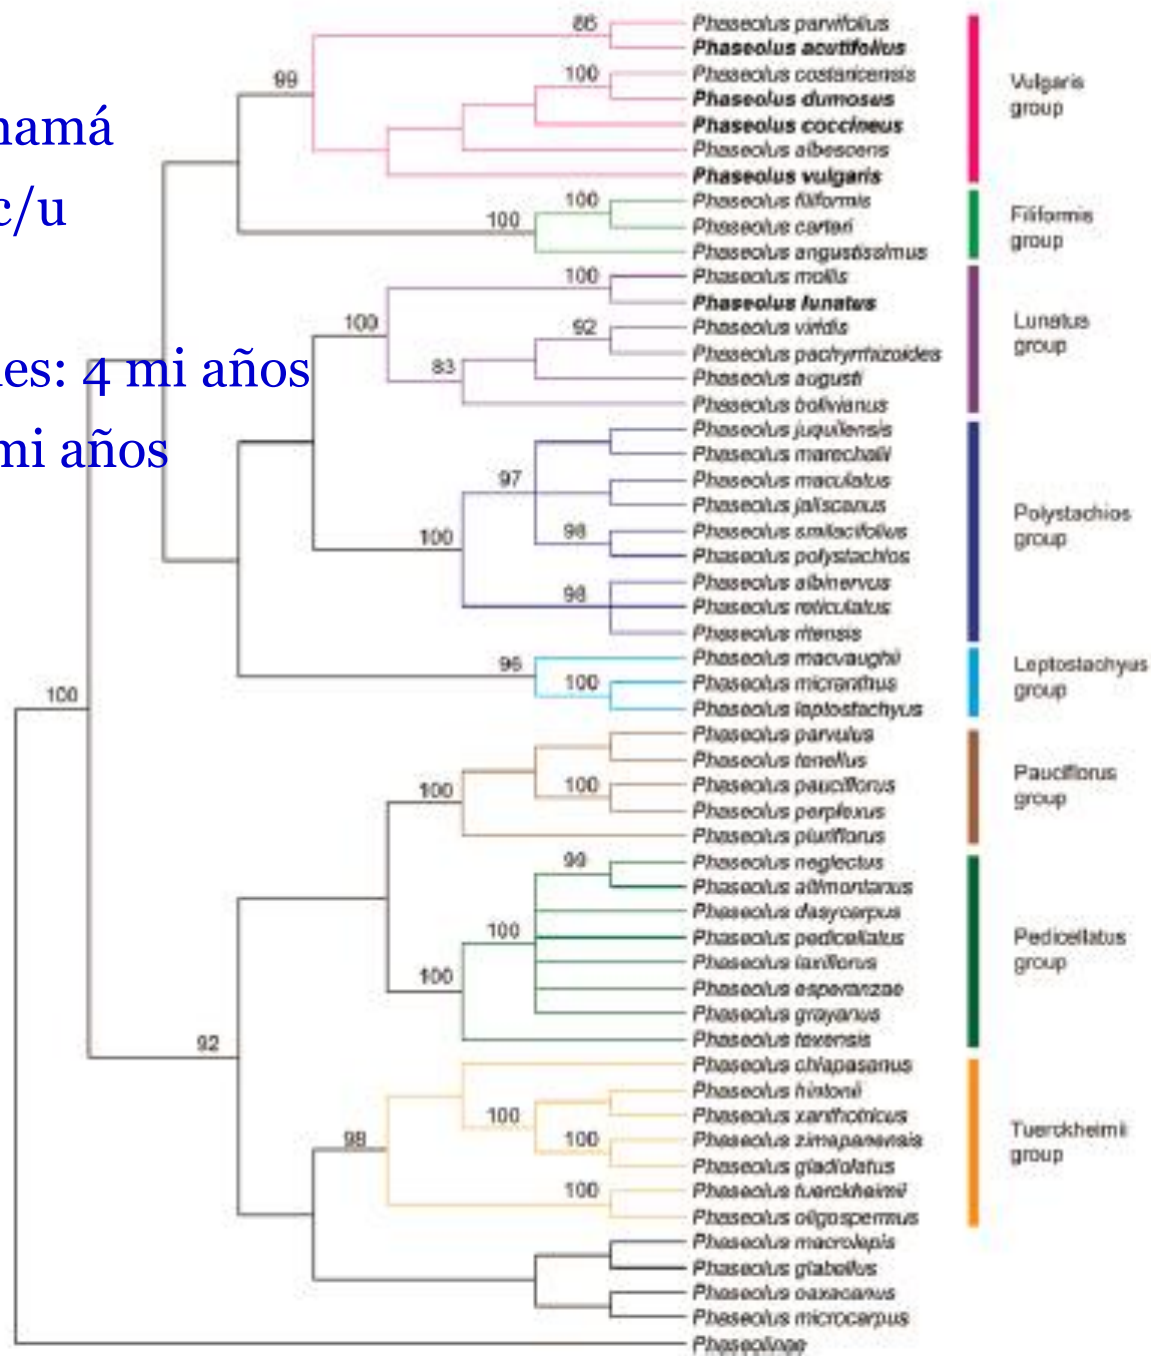 namá
c/u
es: 4 mi años
mi años
86
99
100
100
100
100
100
92
83
97
100
98
98
96
100
100
100
100
99
100
100
92
98
100
100
100
Phaseolus parvifolius
Phaseolus acutifolius
Phaseolus costaricensis
Phaseolus dumosus
Phaseolus coccineus
Phaseolus albescens
Phaseolus vulgaris
Phaseolus filiformis
Phaseolus carteri
Phaseolus angustissimus
Phaseolus mollis
Phaseolus lunatus
Phaseolus viridis
Phaseolus pachyrrhizoides
Phaseolus augusti
Phaseolus bolivianus
Phaseolus juquilensis
Phaseolus marechalii
Phaseolus maculatus
Phaseolus jaliscanus
Phaseolus smilacifolius
Phaseolus polystachios
Phaseolus albinervus
Phaseolus reticulatus
Phaseolus ritensis
Phaseolus macvaughii
Phaseolus micranthus
Phaseolus leptostachyus
Phaseolus parvulus
Phaseolus tenellus
Phaseolus pauciflorus
Phaseolus perplexus
Phaseolus pluriflorus
Phaseolus neglectus
Phaseolus altimontanus
Phaseolus dasycarpus
Phaseolus pedicellatus
Phaseolus laxiflorus
Phaseolus esperanzae
Phaseolus grayanus
Phaseolus texensis
Phaseolus chiapasanus
Phaseolus hintonii
Phaseolus xanthotricus
Phaseolus zimapanensis
Phaseolus gladiolatus
Phaseolus tuerckheimii
Phaseolus oligospermus
Phaseolus macrolepis
Phaseolus glabellus
Phaseolus oaxacanus
Phaseolus microcarpus
Phaseolinae
Vulgaris
group
Filiformis
group
Lunatus
group
Polystachios
group
Leptostachyus
group
Pauciflorus
group
Pedicellatus
group
Tuerckheimii
group